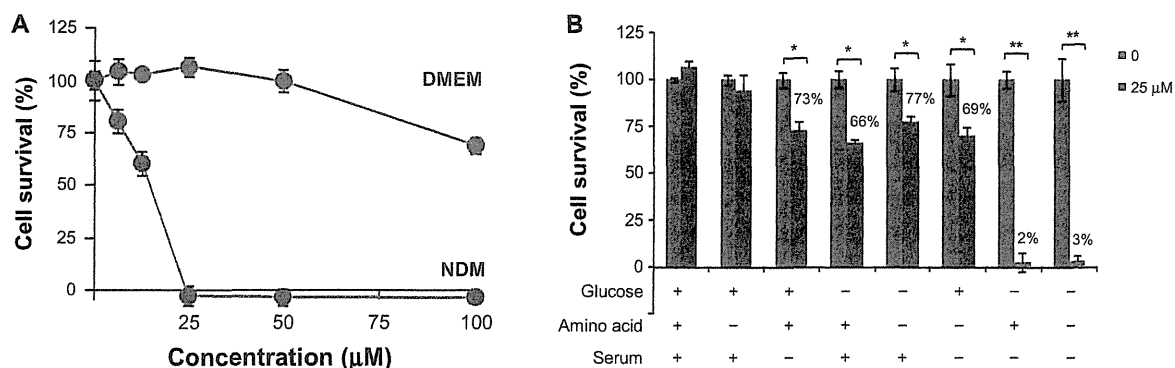 A
Cell survival (%)
125
100
75
50
25
0
DMEM
NDM
25 50 75 100
Concentration (μM)
B
Cell survival (%)
125
100
75
50
25
0
* * * * ** **
73% 66% 77% 69% 2% 3%
0
25 μM
Glucose + + + – – + – –
Amino acid + – + + – – + –
Serum + + – + + – – –